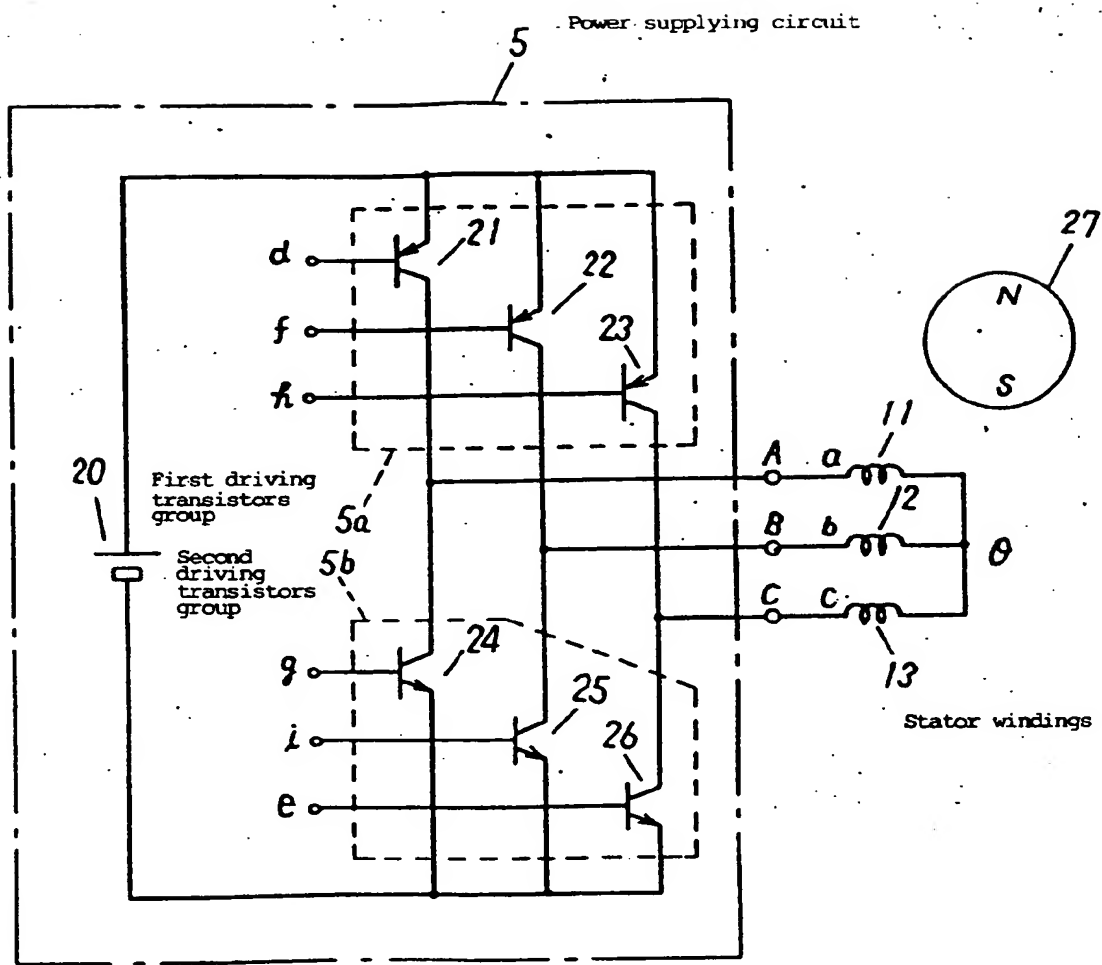 Power supplying circuit
5
21
d
22
f
23
h
27
N
S
11
A
a
12
20
First driving
transistors
group
5a
B
b
O
Second
driving
transistors
group
5b
C
c
13
24
g
25
i
26
e
Stator windings